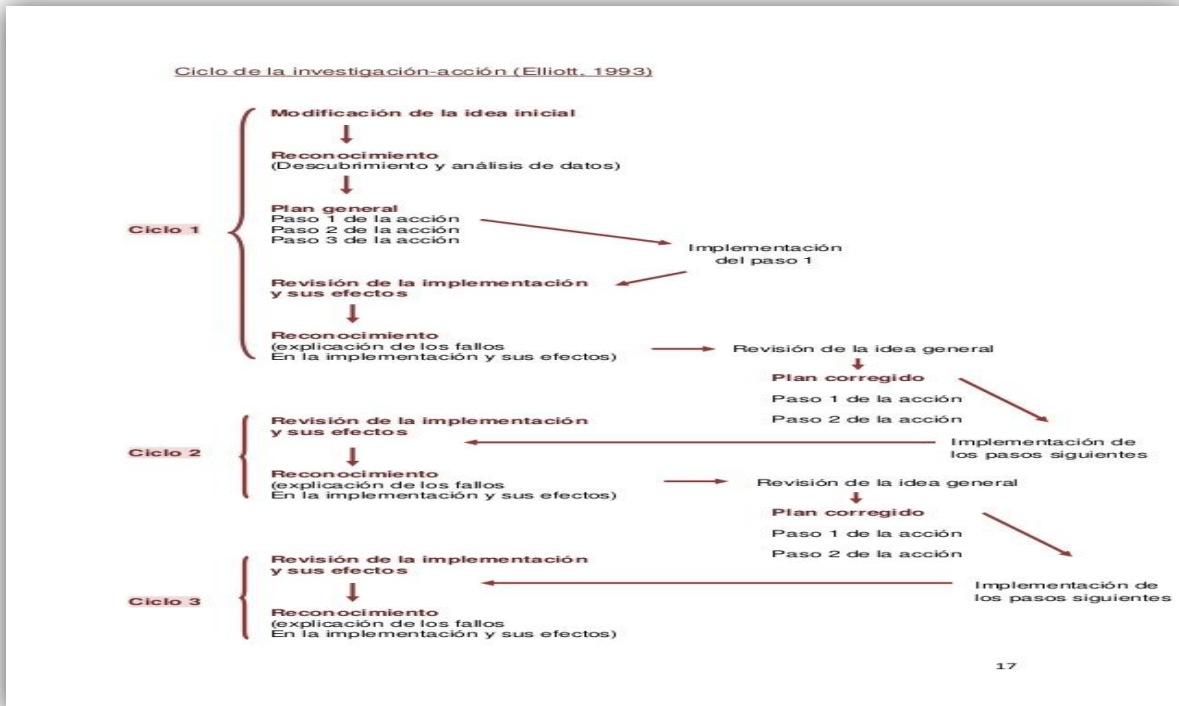 Ciclo de la investigación-acción (Elliott, 1993)
Modificación de la idea inicial
Reconocimiento
(Descubrimiento y análisis de datos)
Plan general
Paso 1 de la acción
Paso 2 de la acción
Paso 3 de la acción
Ciclo 1
Implementación
del paso 1
Revisión de la implementación
y sus efectos
Reconocimiento
(explicación de los fallos
En la implementación y sus efectos)
Revisión de la idea general
Plan corregido
Paso 1 de la acción
Paso 2 de la acción
Implementación de
los pasos siguientes
Ciclo 2
Revisión de la implementación
y sus efectos
Reconocimiento
(explicación de los fallos
En la implementación y sus efectos)
Revisión de la idea general
Plan corregido
Paso 1 de la acción
Paso 2 de la acción
Implementación de
los pasos siguientes
Ciclo 3
Revisión de la implementación
y sus efectos
Reconocimiento
(explicación de los fallos
En la implementación y sus efectos)
17